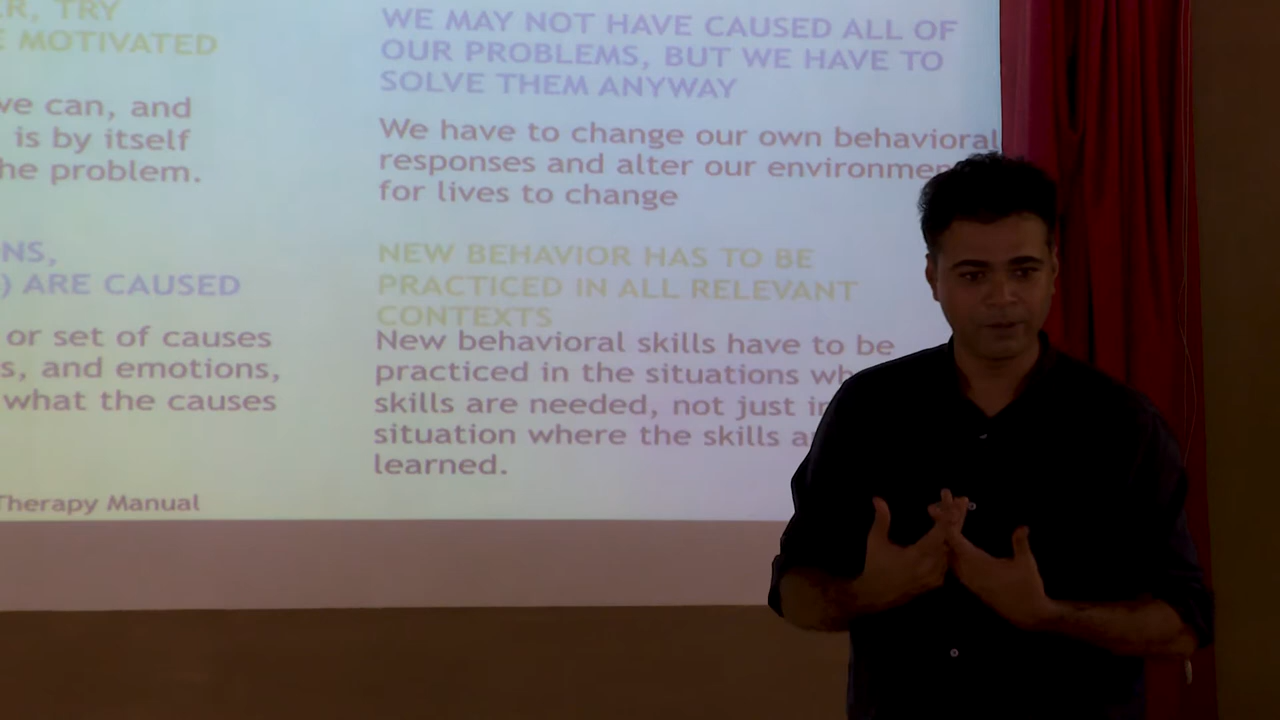 R, TRY
E MOTIVATED
we can, and
is by itself
he problem.
NS,
) ARE CAUSED
or set of causes
s, and emotions,
what the causes
Therapy Manual
WE MAY NOT HAVE CAUSED ALL OF
OUR PROBLEMS, BUT WE HAVE TO
SOLVE THEM ANYWAY
We have to change our own behavioral
responses and alter our environmen
for lives to change
NEW BEHAVIOR HAS TO BE
PRACTICED IN ALL RELEVANT
CONTEXTS
New behavioral skills have to be
practiced in the situations wh
skills are needed, not just in
situation where the skills a
learned.